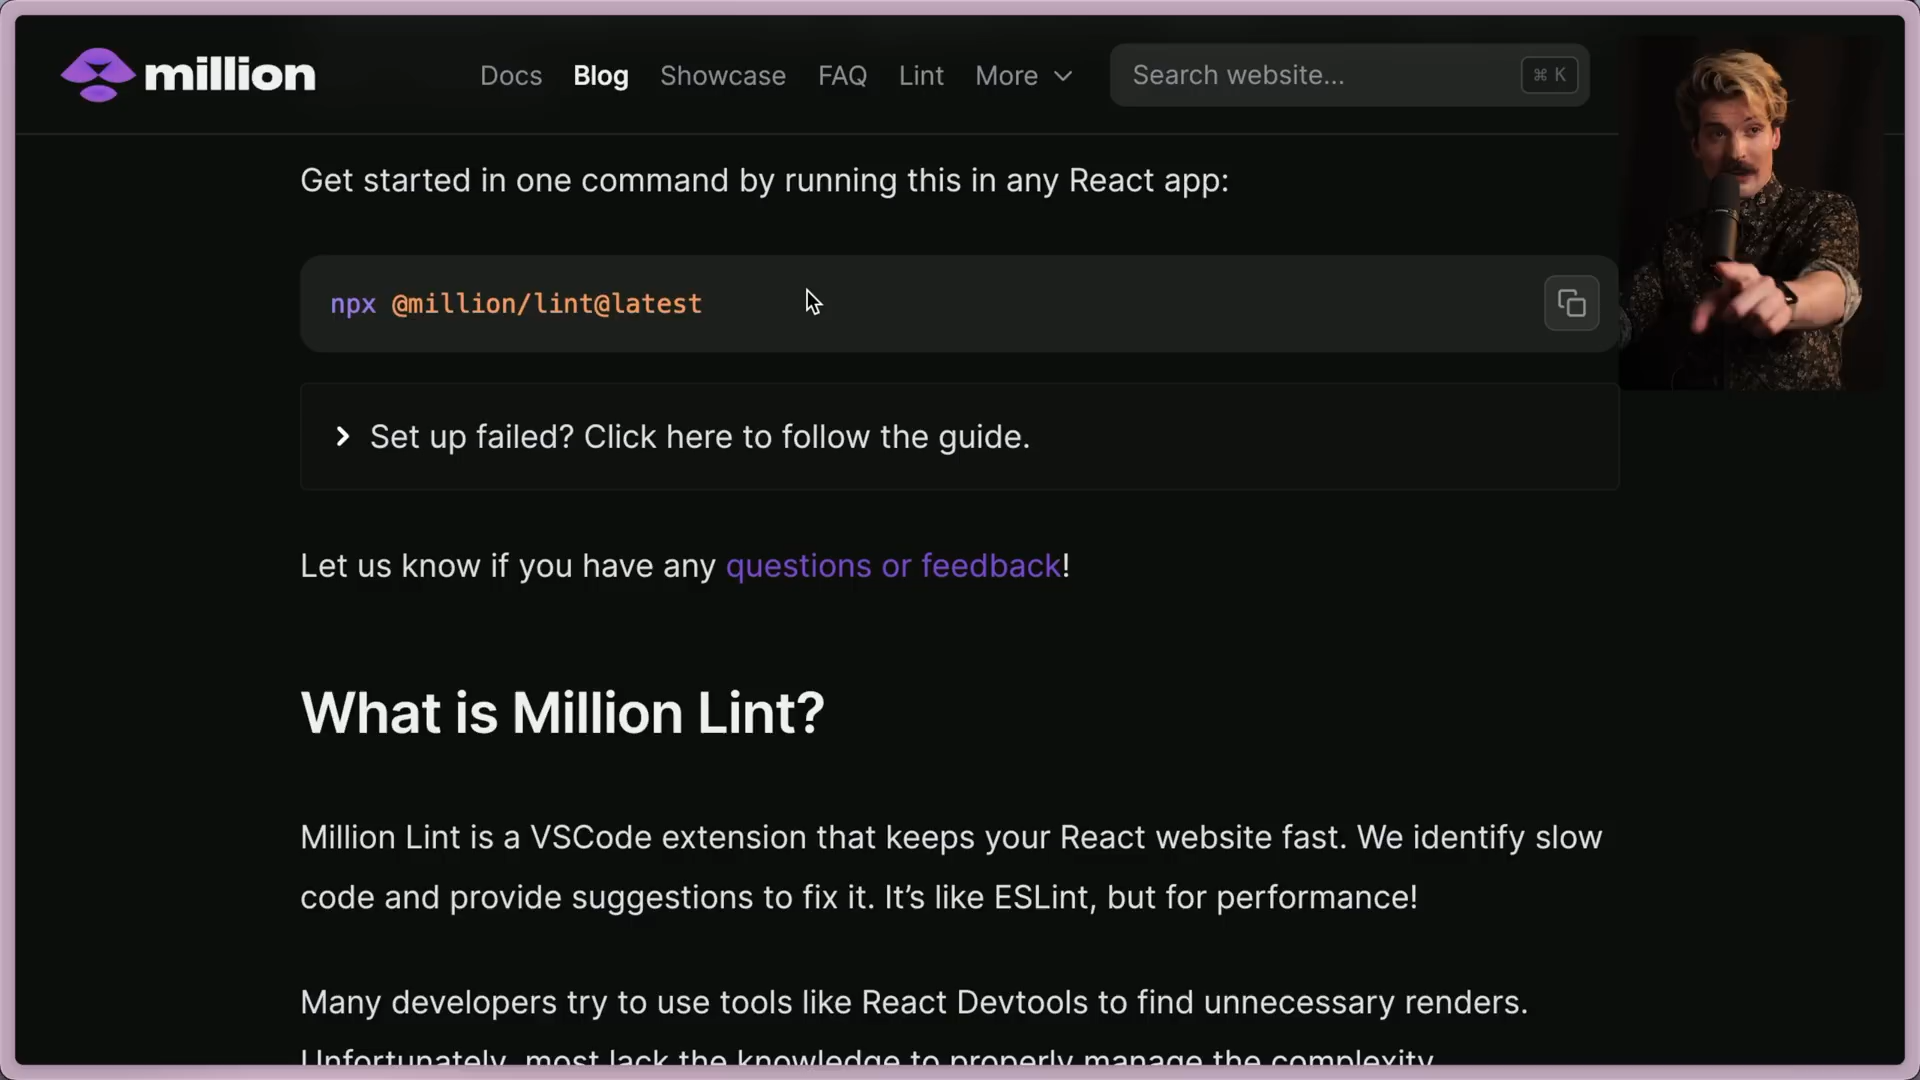 million
Docs Blog Showcase FAQ Lint More Search website... ⌘ K
Get started in one command by running this in any React app:
npx @million/lint@latest
Set up failed? Click here to follow the guide.
Let us know if you have any questions or feedback!
What is Million Lint?
Million Lint is a VSCode extension that keeps your React website fast. We identify slow
code and provide suggestions to fix it. It’s like ESLint, but for performance!
Many developers try to use tools like React Devtools to find unnecessary renders.
Unfortunately, most lack the knowledge to properly manage the complexity